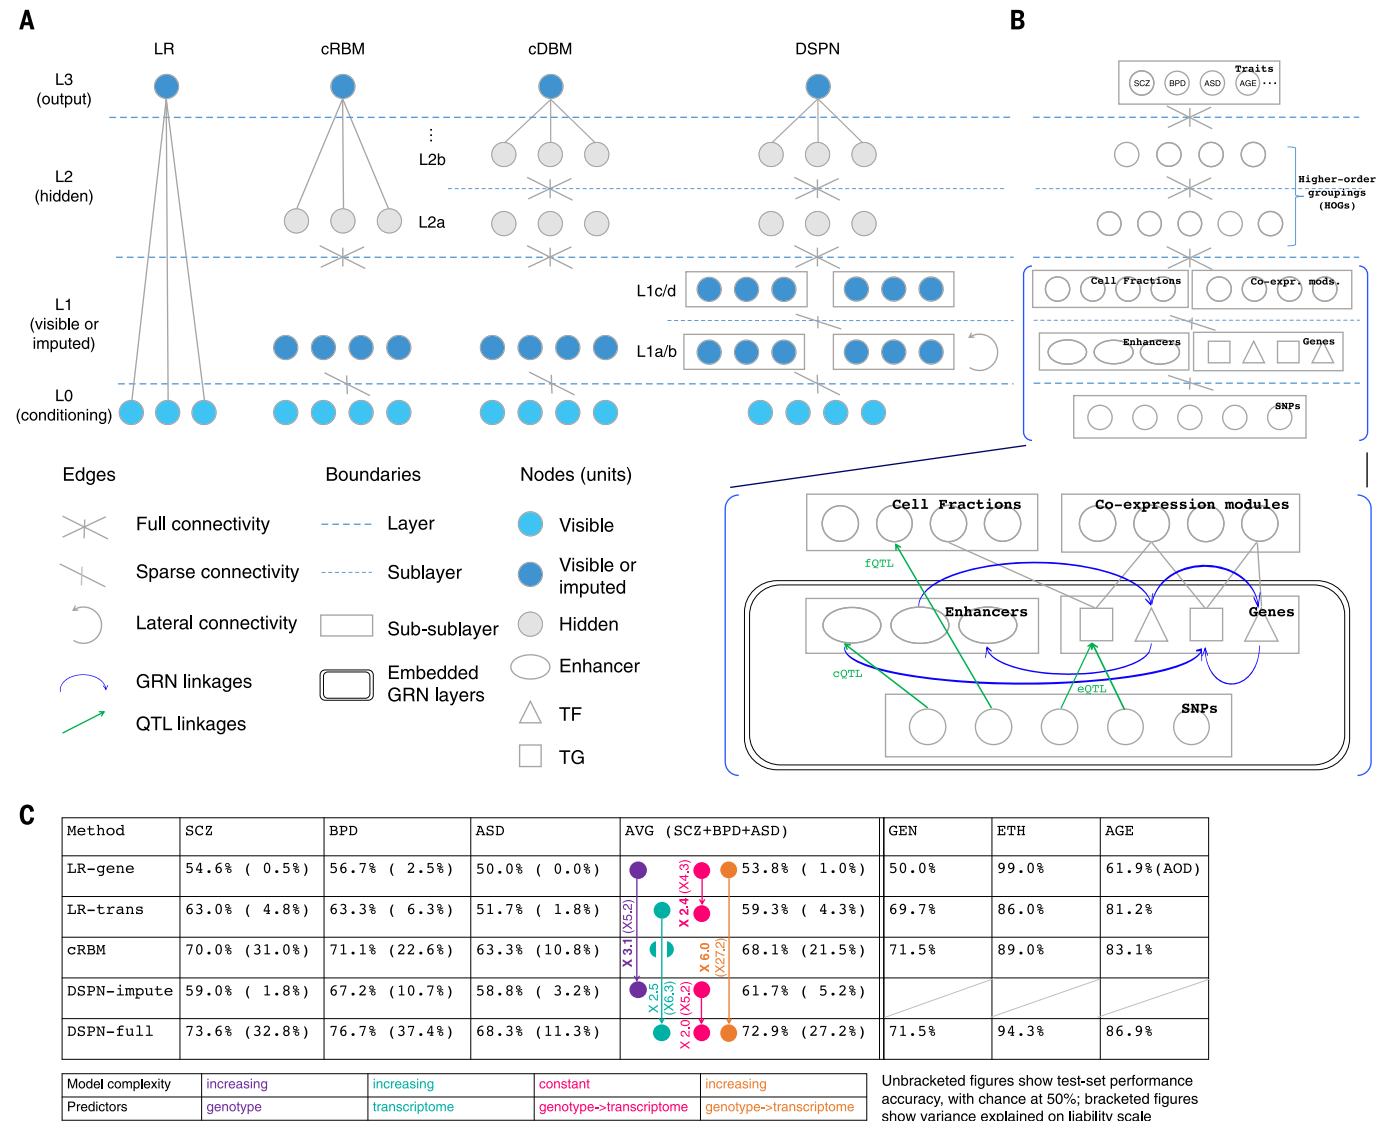 A
B
LR
cRBM
cDBM
DSPN
L3
(output)
L2
(hidden)
L1
(visible or
imputed)
L0
(conditioning)
⋮
L2b
L2a
L1c/d
L1a/b
Traits
SCZ BPD ASD AGE ...
Higher-order
groupings
(HOGs)
Cell Fractions
Co-expr. mods.
Enhancers
Genes
SNPs
Edges
Full connectivity
Sparse connectivity
Lateral connectivity
GRN linkages
QTL linkages
Boundaries
Layer
Sublayer
Sub-sublayer
Embedded
GRN layers
Nodes (units)
Visible
Visible or
imputed
Hidden
Enhancer
TF
TG
Cell Fractions
Co-expression modules
fQTL
Enhancers
Genes
cQTL
eQTL
SNPs
C
Method SCZ BPD ASD AVG (SCZ+BPD+ASD) GEN ETH AGE
LR-gene 54.6% ( 0.5%) 56.7% ( 2.5%) 50.0% ( 0.0%) 53.8% ( 1.0%) 50.0% 99.0% 61.9%(AOD)
LR-trans 63.0% ( 4.8%) 63.3% ( 6.3%) 51.7% ( 1.8%) 59.3% ( 4.3%) 69.7% 86.0% 81.2%
cRBM 70.0% (31.0%) 71.1% (22.6%) 63.3% (10.8%) 68.1% (21.5%) 71.5% 89.0% 83.1%
DSPN-impute 59.0% ( 1.8%) 67.2% (10.7%) 58.8% ( 3.2%) 61.7% ( 5.2%)
DSPN-full 73.6% (32.8%) 76.7% (37.4%) 68.3% (11.3%) 72.9% (27.2%) 71.5% 94.3% 86.9%
X 3.1 (X5.2)
X 2.5
(X6.3)
X 2.4 (X4.3)
X 2.0 (X5.2)
X 6.0
(X27.2)
Model complexity increasing increasing constant increasing
Predictors genotype transcriptome genotype->transcriptome genotype->transcriptome
Unbracketed figures show test-set performance
accuracy, with chance at 50%; bracketed figures
show variance explained on liability scale